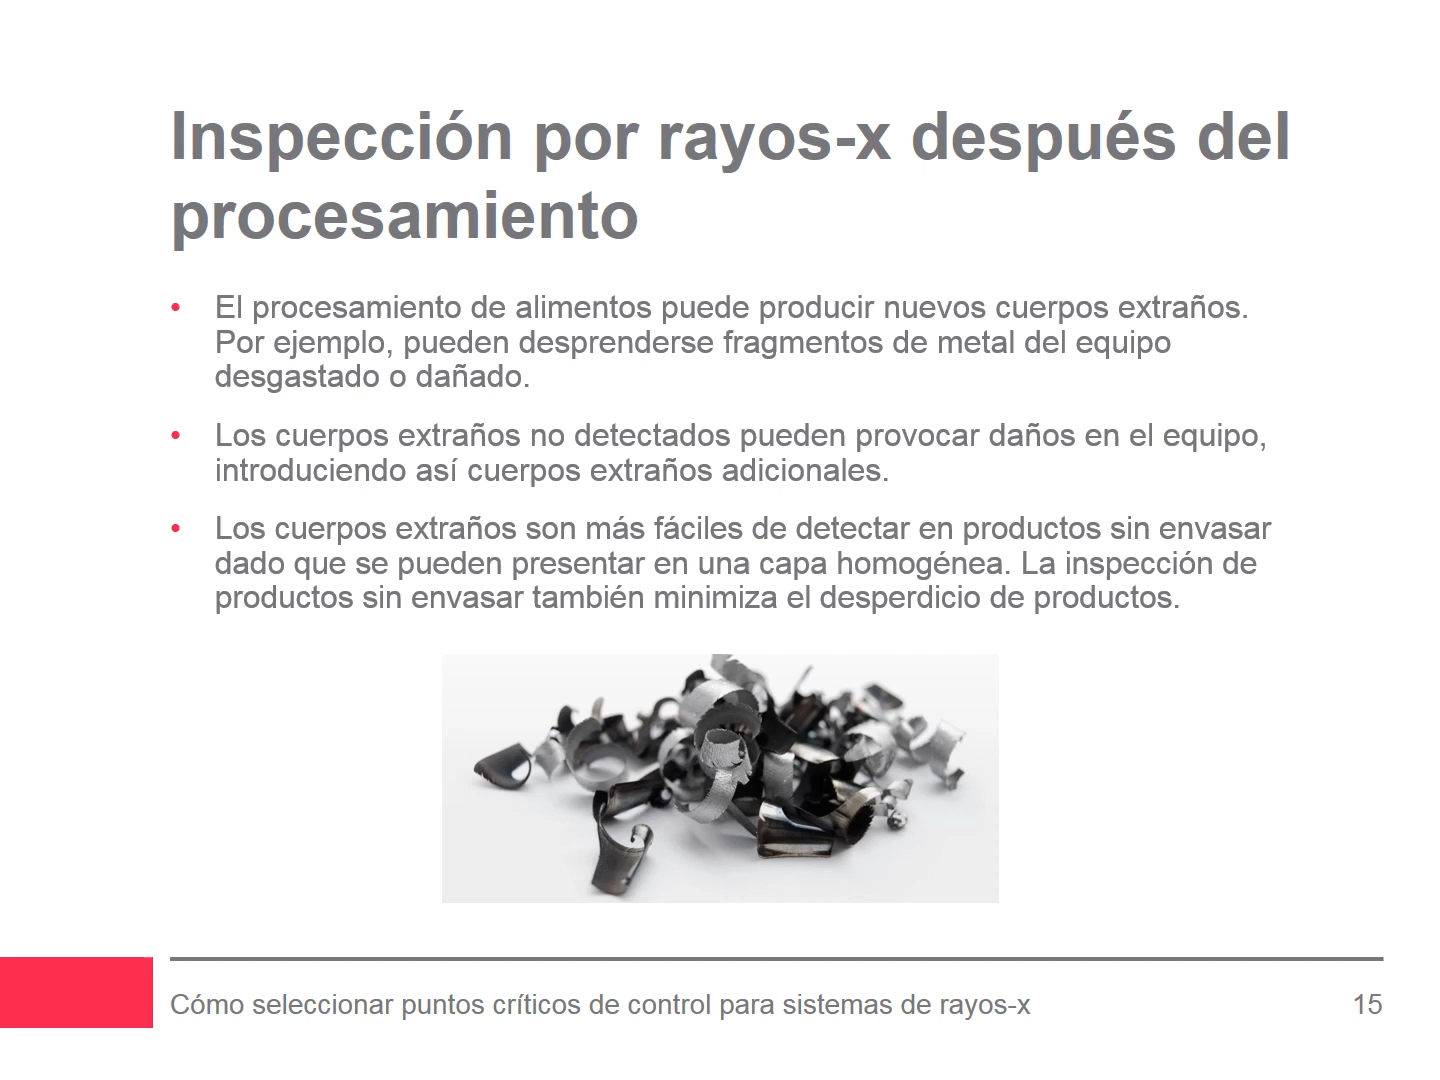 Inspección por rayos-x después del
procesamiento
• El procesamiento de alimentos puede producir nuevos cuerpos extraños.
Por ejemplo, pueden desprenderse fragmentos de metal del equipo
desgastado o dañado.
• Los cuerpos extraños no detectados pueden provocar daños en el equipo,
introduciendo así cuerpos extraños adicionales.
• Los cuerpos extraños son más fáciles de detectar en productos sin envasar
dado que se pueden presentar en una capa homogénea. La inspección de
productos sin envasar también minimiza el desperdicio de productos.
Cómo seleccionar puntos críticos de control para sistemas de rayos-x 15